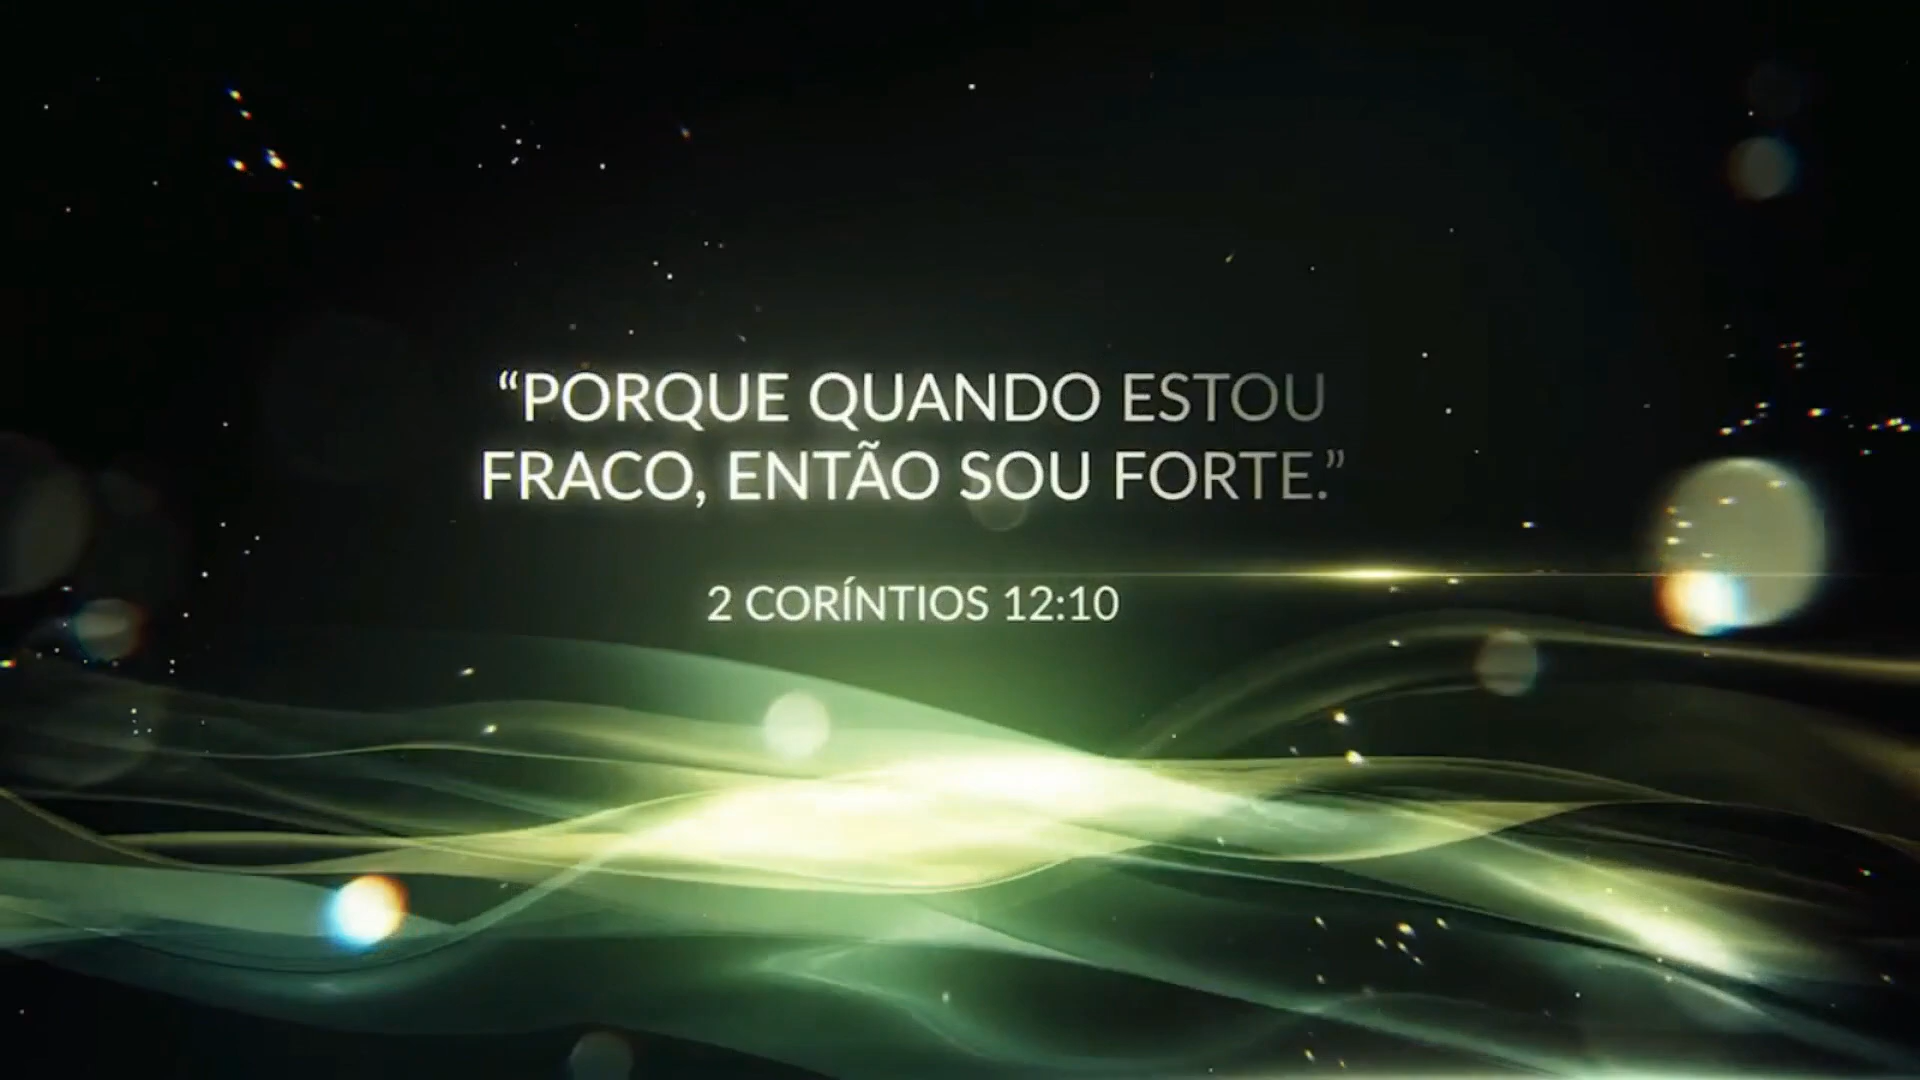 “PORQUE QUANDO ESTOU
FRACO, ENTÃO SOU FORTE.”
2 CORÍNTIOS 12:10